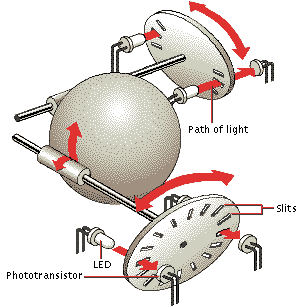 Path of light
Slits
LED
Phototransistor